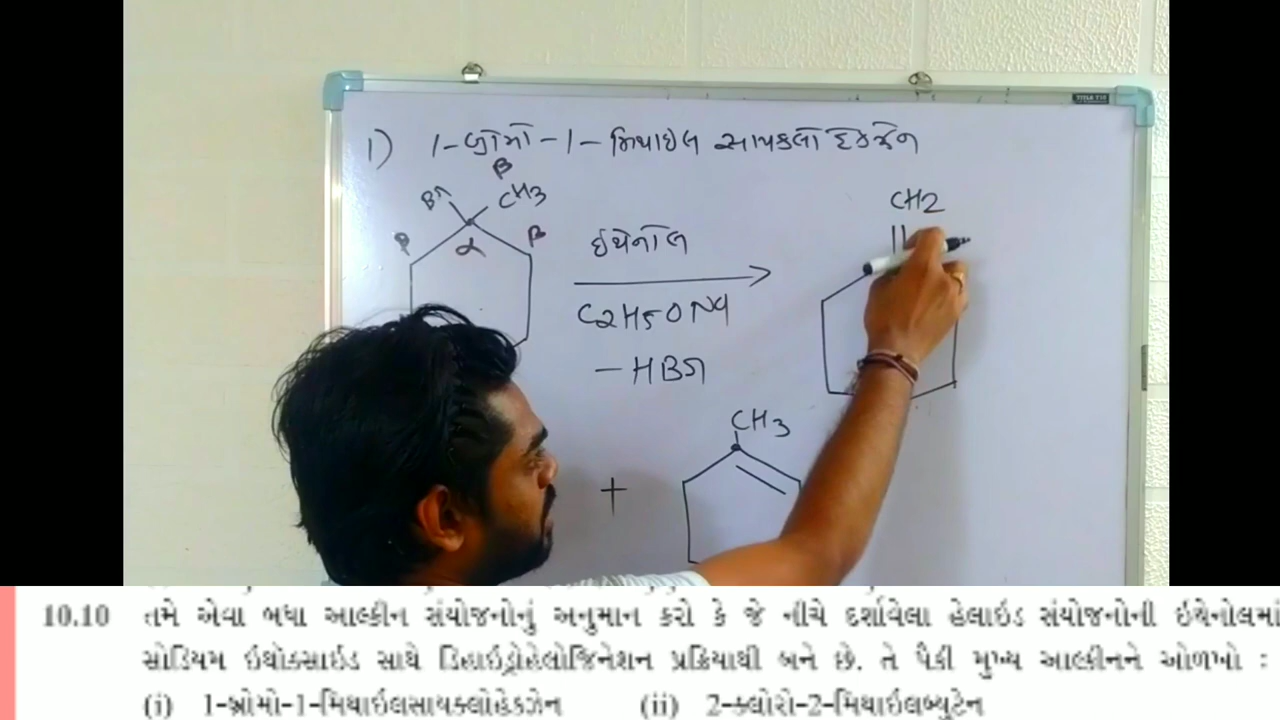 1) 1-બ્રોમો-1-મિથાઇલ સાયકલો હેકઝેન
β
Br CH3
β α β
ઇથેનોલ
C2H5ONa
-HBr
CH2
+
CH3
10.10 તમે એવા બધા આલ્કીન સંયોજનોનું અનુમાન કરો કે જે નીચે દર્શાવેલા હેલાઇડ સંયોજનોની ઇથેનોલમાં
સોડિયમ ઇથોક્સાઇડ સાથે ડિહાઇડ્રોહેલોજિનેશન પ્રક્રિયાથી બને છે. તે પૈકી મુખ્ય આલ્કીનને ઓળખો :
(i) 1-બ્રોમો-1-મિથાઇલસાયક્લોહેક્ઝેન (ii) 2-ક્લોરો-2-મિથાઇલબ્યુટેન